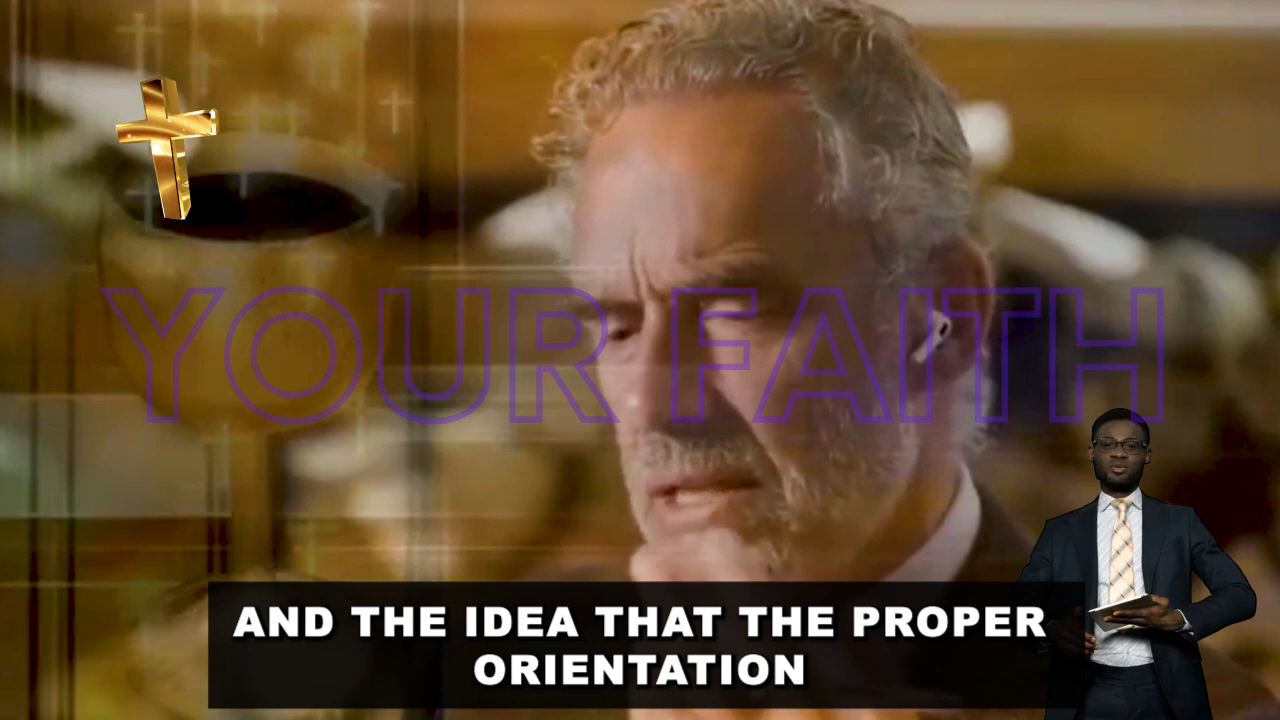 YOUR FAITH
AND THE IDEA THAT THE PROPER
ORIENTATION